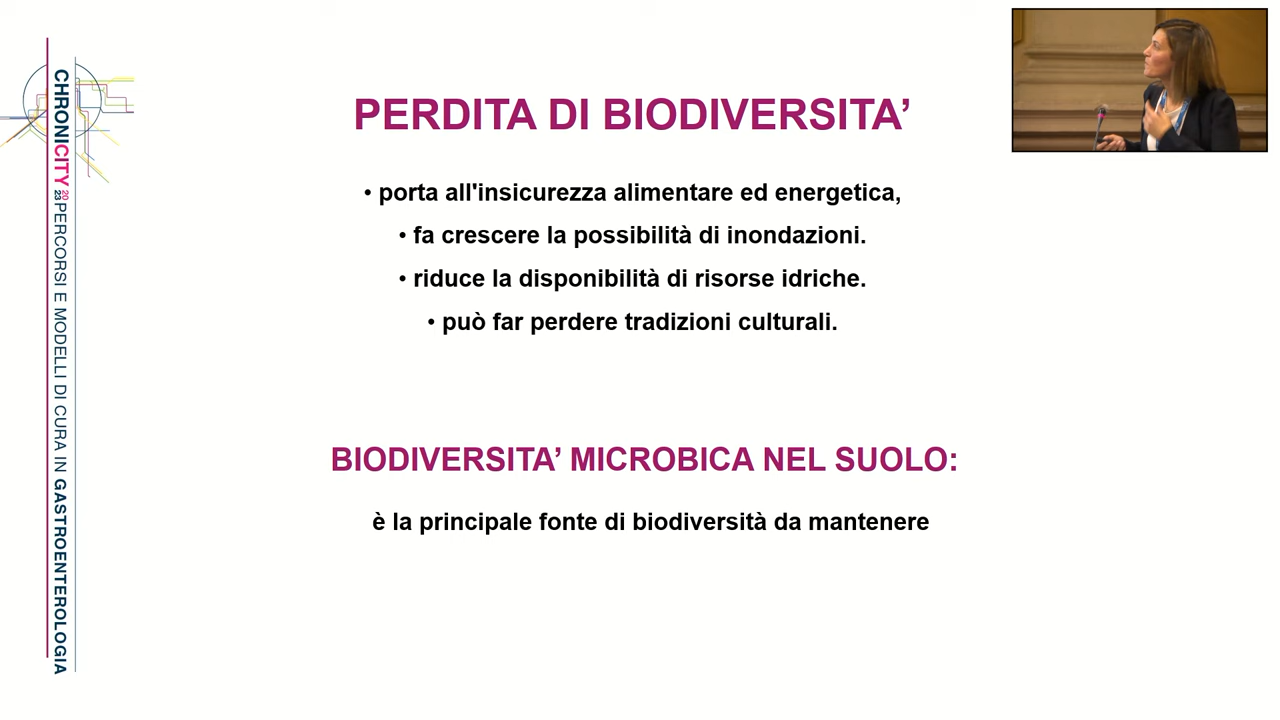 CHRONICITY 2023 PERCORSI E MODELLI DI CURA IN GASTROENTEROLOGIA
PERDITA DI BIODIVERSITA’
• porta all'insicurezza alimentare ed energetica,
• fa crescere la possibilità di inondazioni.
• riduce la disponibilità di risorse idriche.
• può far perdere tradizioni culturali.
BIODIVERSITA’ MICROBICA NEL SUOLO:
è la principale fonte di biodiversità da mantenere